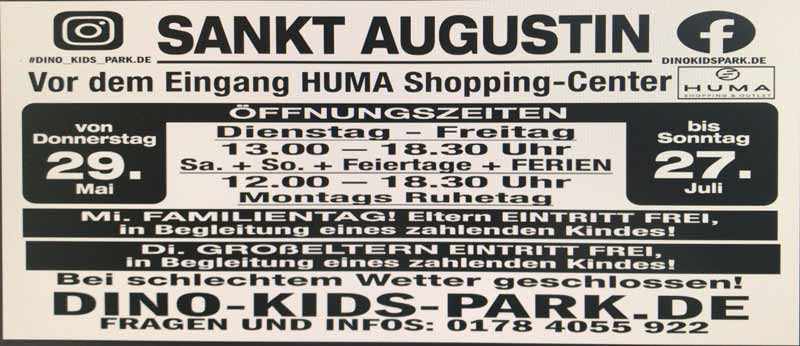 SANKT AUGUSTIN
#DINO_KIDS_PARK.DE
DINOKIDSPARK.DE
Vor dem Eingang HUMA Shopping-Center
HUMA
SHOPPING & OUTLET
ÖFFNUNGSZEITEN
von
Donnerstag
29.
Mai
Dienstag - Freitag
13.00 - 18.30 Uhr
Sa. + So. + Feiertage + FERIEN
12.00 - 18.30 Uhr
Montags Ruhetag
bis
Sonntag
27.
Juli
Mi. FAMILIENTAG! Eltern EINTRITT FREI,
in Begleitung eines zahlenden Kindes!
Di. GROßELTERN EINTRITT FREI,
in Begleitung eines zahlenden Kindes!
Bei schlechtem Wetter geschlossen!
DINO-KIDS-PARK.DE
FRAGEN UND INFOS: 0178 4055 922